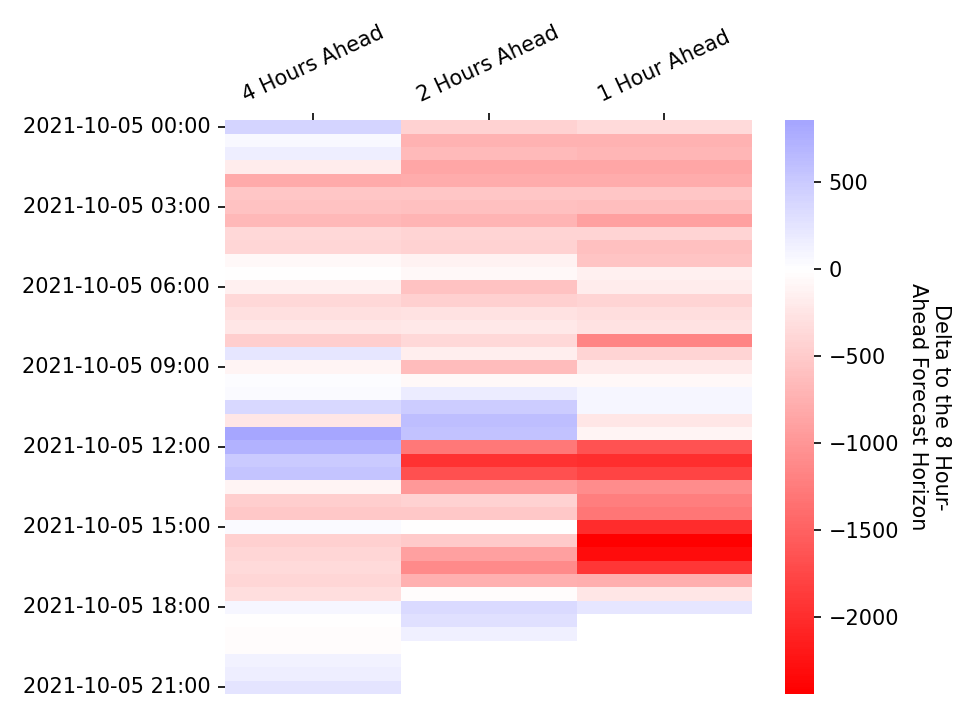 4 Hours Ahead
2 Hours Ahead
1 Hour Ahead
2021-10-05 00:00
2021-10-05 03:00
2021-10-05 06:00
2021-10-05 09:00
2021-10-05 12:00
2021-10-05 15:00
2021-10-05 18:00
2021-10-05 21:00
500
0
−500
−1000
−1500
−2000
Delta to the 8 Hour-
Ahead Forecast Horizon